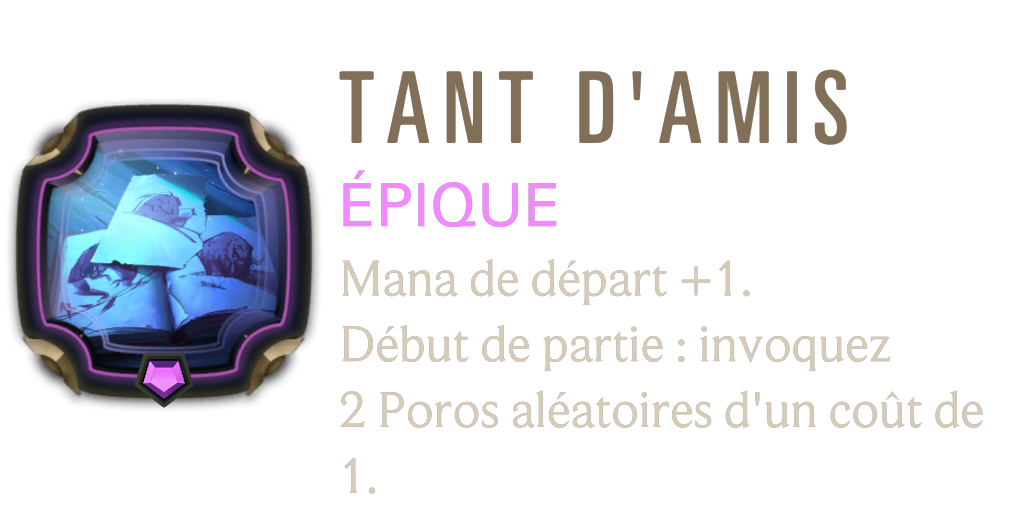 TANT D'AMIS
ÉPIQUE
Mana de départ +1.
Début de partie : invoquez
2 Poros aléatoires d'un coût de
1.